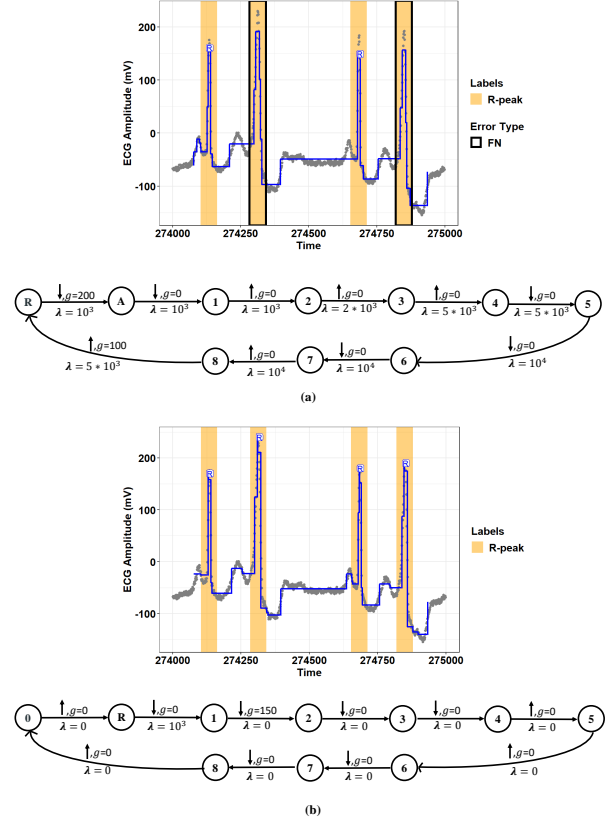 200
100
0
-100
ECG Amplitude (mV)
R
R
274000
274250
274500
274750
275000
Time
Labels
R-peak
Error Type
FN
↓,g=200
↓,g=0
↑,g=0
↑,g=0
↑,g=0
↓,g=0
R
A
1
2
3
4
5
λ = 10³
λ = 10³
λ = 10³
λ = 2 * 10³
λ = 5 * 10³
λ = 5 * 10³
↑,g=100
↑,g=0
↓,g=0
↓,g=0
8
7
6
λ = 5 * 10³
λ = 10⁴
λ = 10⁴
λ = 10⁴
(a)
200
100
0
-100
ECG Amplitude (mV)
R
R
R
R
274000
274250
274500
274750
275000
Time
Labels
R-peak
↑,g=0
↓,g=0
↓,g=150
↓,g=0
↓,g=0
↑,g=0
0
R
1
2
3
4
5
λ = 0
λ = 10³
λ = 0
λ = 0
λ = 0
λ = 0
↑,g=0
↓,g=0
↓,g=0
↑,g=0
8
7
6
λ = 0
λ = 0
λ = 0
λ = 0
(b)